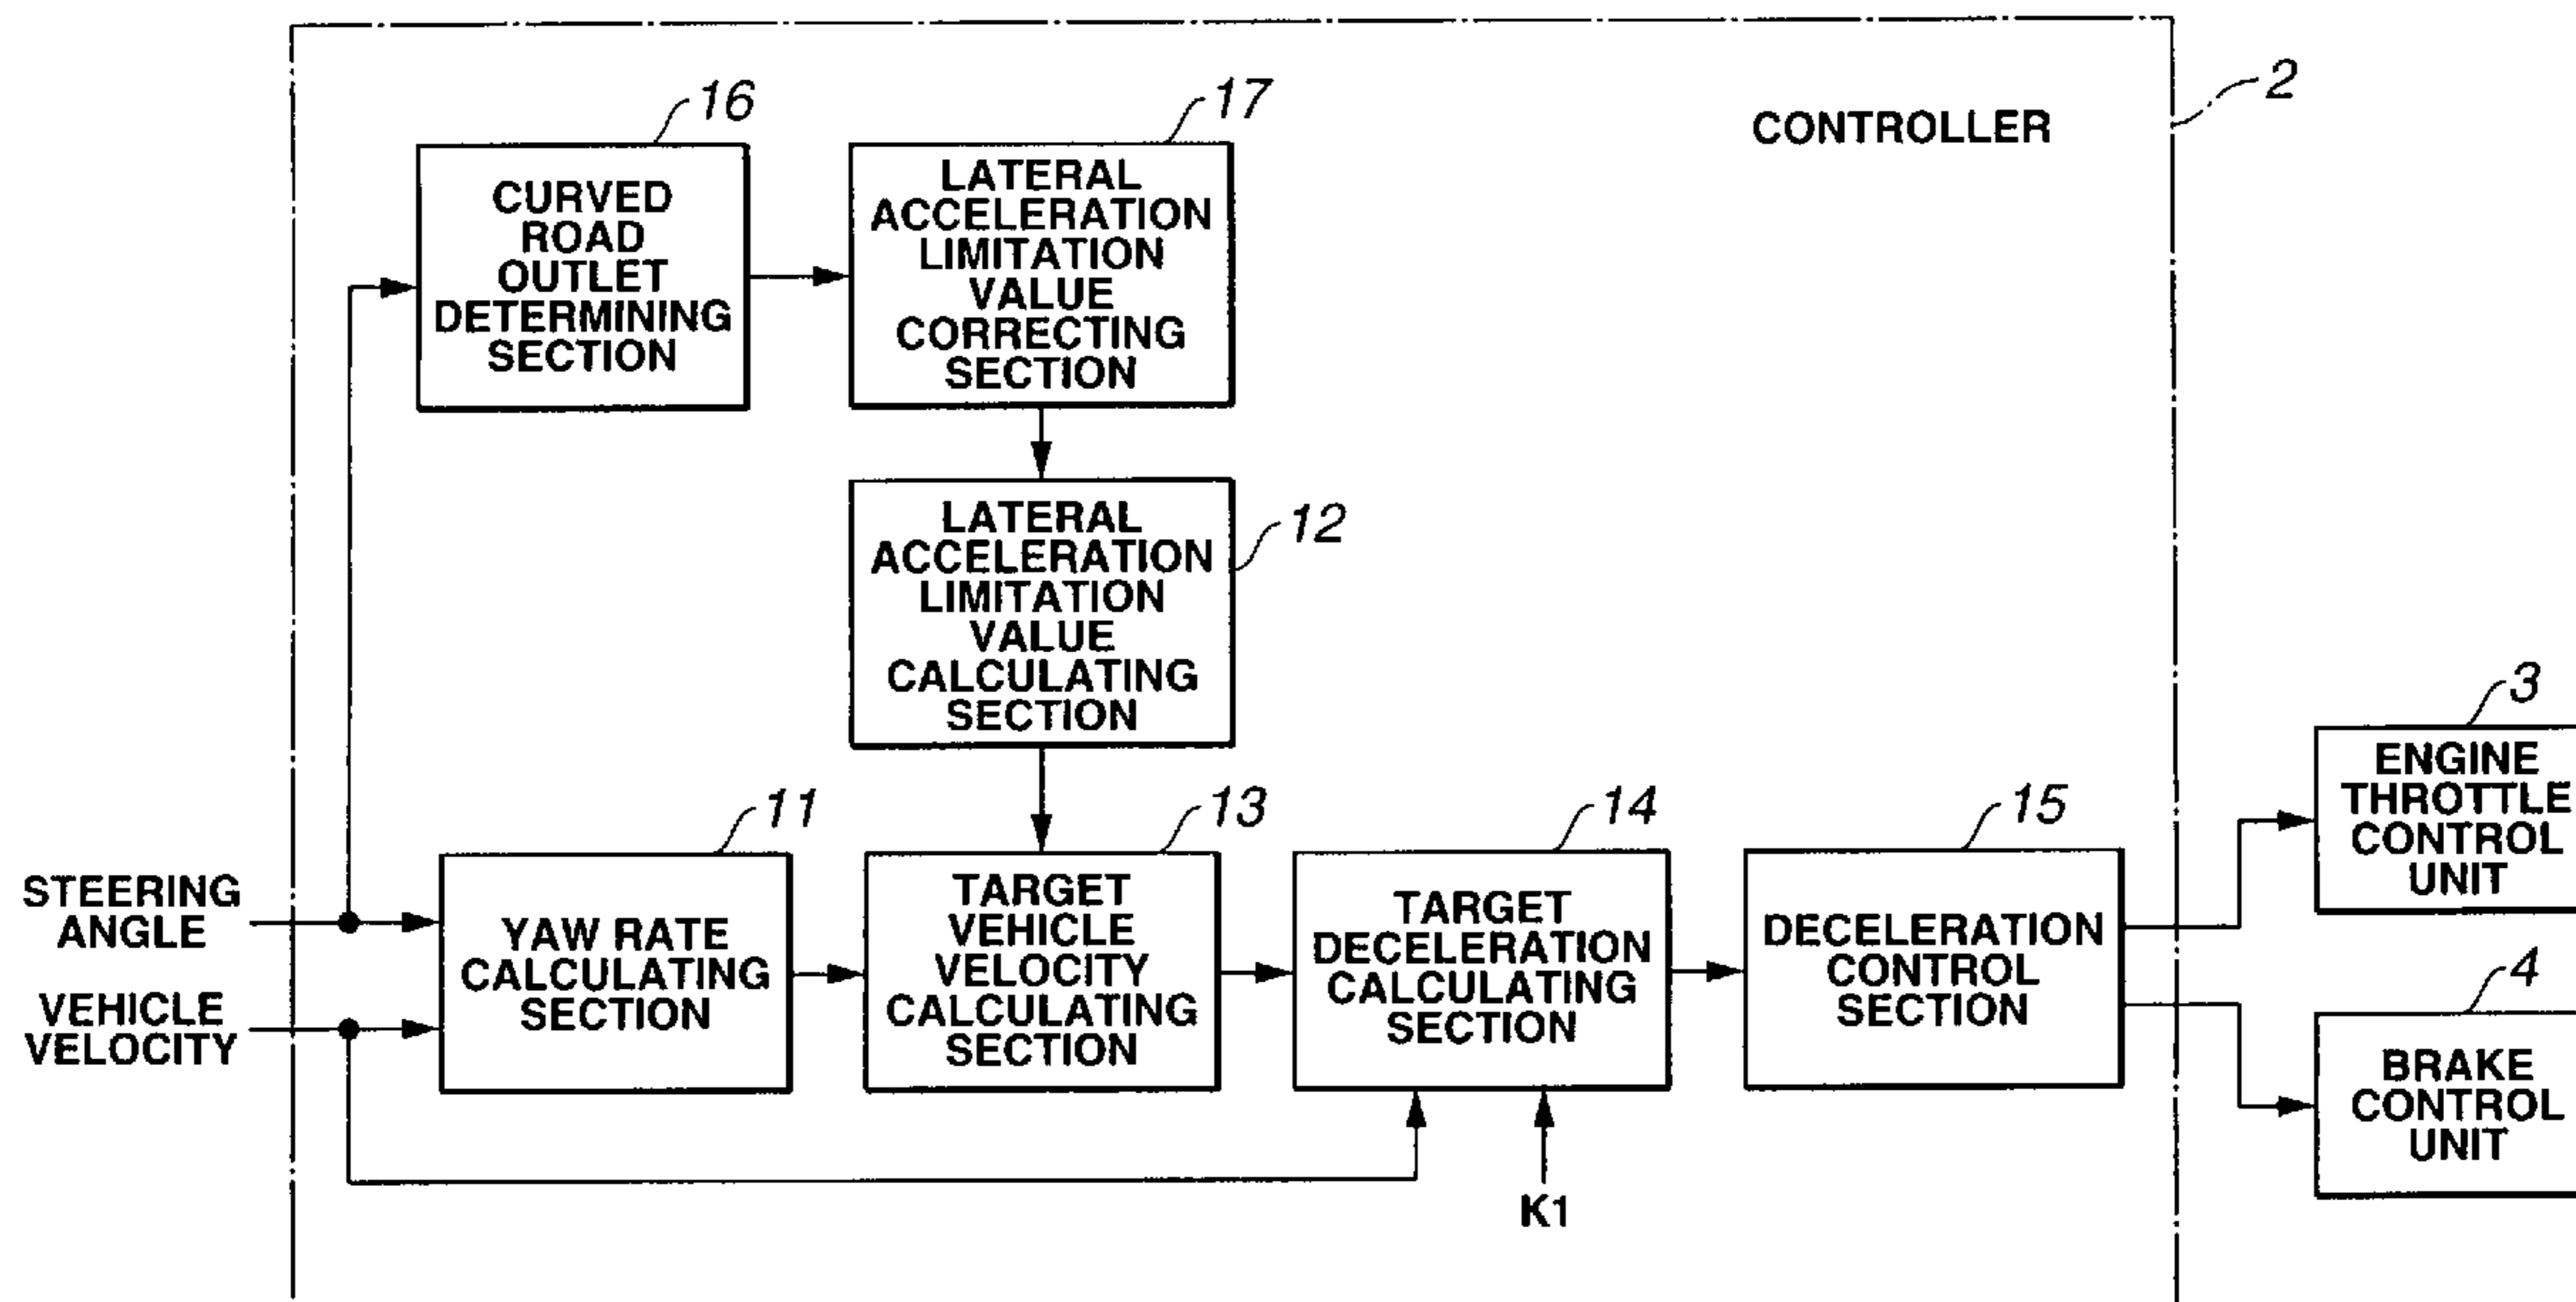 16
17
2
CONTROLLER
CURVED
ROAD
OUTLET
DETERMINING
SECTION
LATERAL
ACCELERATION
LIMITATION
VALUE
CORRECTING
SECTION
12
LATERAL
ACCELERATION
LIMITATION
VALUE
CALCULATING
SECTION
3
ENGINE
THROTTLE
CONTROL
UNIT
11
13
14
15
STEERING
ANGLE
VEHICLE
VELOCITY
YAW RATE
CALCULATING
SECTION
TARGET
VEHICLE
VELOCITY
CALCULATING
SECTION
TARGET
DECELERATION
CALCULATING
SECTION
DECELERATION
CONTROL
SECTION
4
BRAKE
CONTROL
UNIT
K1